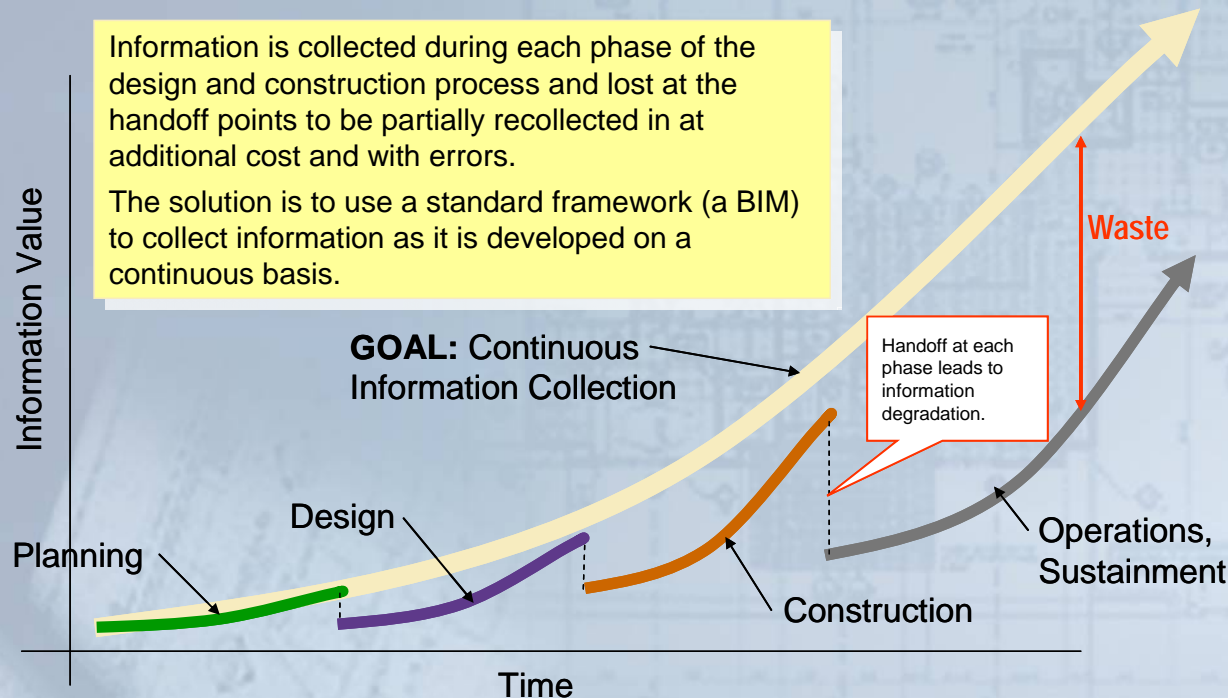 Information is collected during each phase of the
design and construction process and lost at the
handoff points to be partially recollected in at
additional cost and with errors.
The solution is to use a standard framework (a BIM)
to collect information as it is developed on a
continuous basis.
Information Value
Waste
GOAL: Continuous
Information Collection
Handoff at each
phase leads to
information
degradation.
Planning
Design
Construction
Operations,
Sustainment
Time